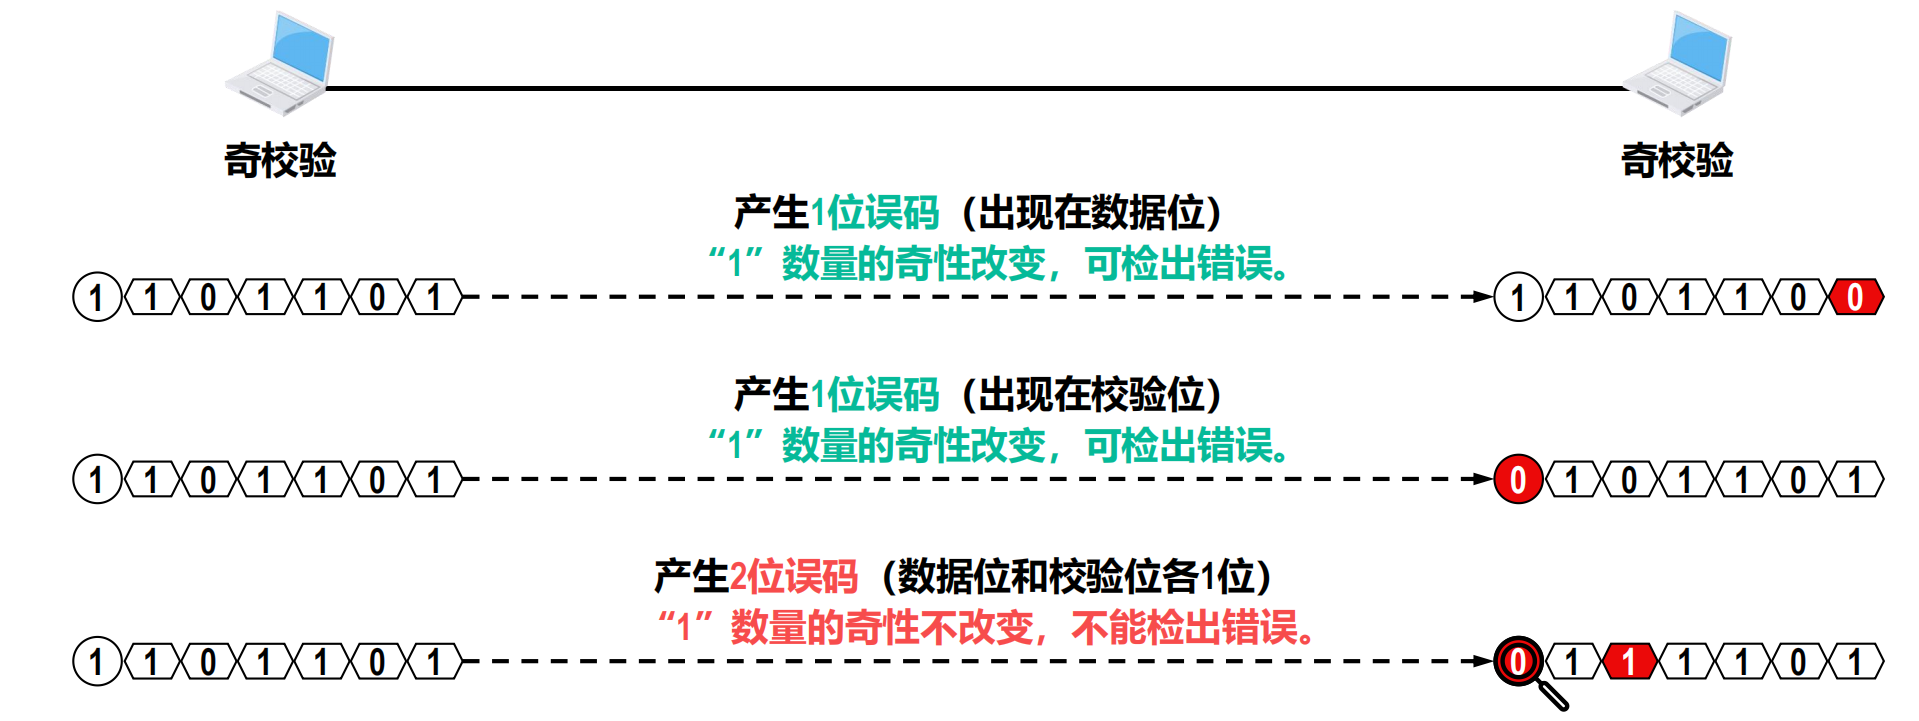 奇校验
奇校验
产生1位误码（出现在数据位）
“1”数量的奇性改变，可检出错误。
1 1 0 1 1 0 1
1 1 0 1 1 0 0
产生1位误码（出现在校验位）
“1”数量的奇性改变，可检出错误。
1 1 0 1 1 0 1
0 1 0 1 1 0 1
产生2位误码（数据位和校验位各1位）
“1”数量的奇性不改变，不能检出错误。
1 1 0 1 1 0 1
0 1 1 1 1 0 1